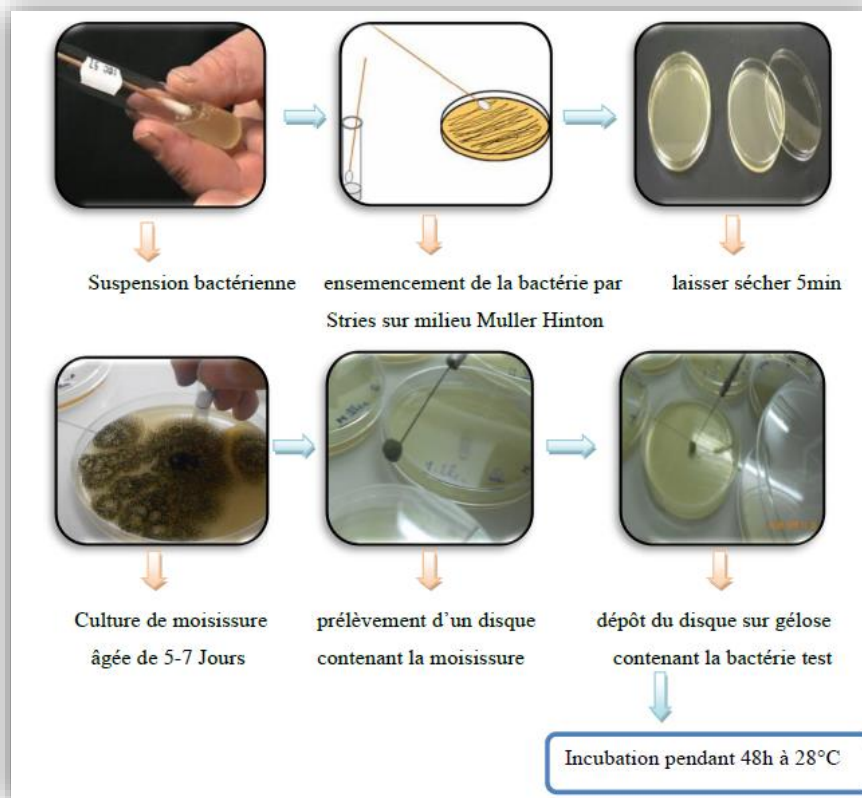 Suspension bactérienne
ensemencement de la bactérie par
Stries sur milieu Muller Hinton
laisser sécher 5min
Culture de moisissure
âgée de 5-7 Jours
prélèvement d'un disque
contenant la moisissure
dépôt du disque sur gélose
contenant la bactérie test
Incubation pendant 48h à 28°C